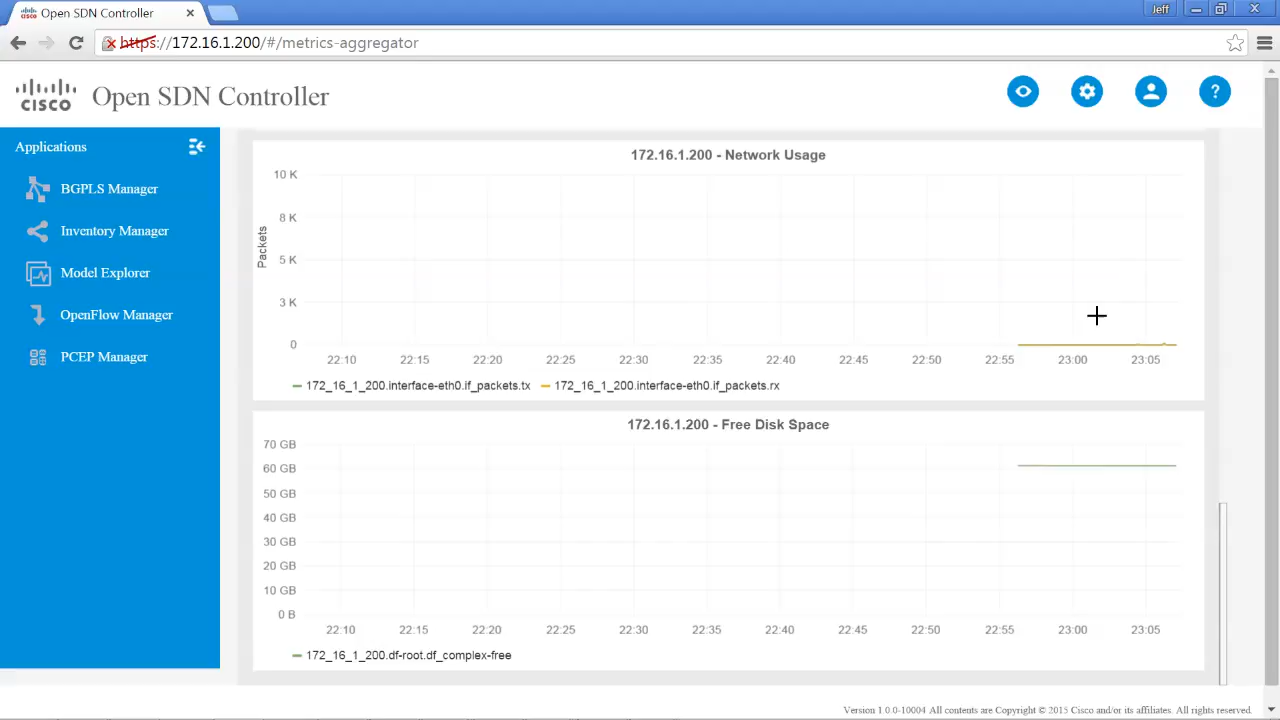 Open SDN Controller
Jeff
https://172.16.1.200/#/metrics-aggregator
CISCO Open SDN Controller
?
Applications
BGPLS Manager
Inventory Manager
Model Explorer
OpenFlow Manager
PCEP Manager
172.16.1.200 - Network Usage
Packets
10 K
8 K
5 K
3 K
0
22:10 22:15 22:20 22:25 22:30 22:35 22:40 22:45 22:50 22:55 23:00 23:05
172_16_1_200.interface-eth0.if_packets.tx 172_16_1_200.interface-eth0.if_packets.rx
172.16.1.200 - Free Disk Space
70 GB
60 GB
50 GB
40 GB
30 GB
20 GB
10 GB
0 B
22:10 22:15 22:20 22:25 22:30 22:35 22:40 22:45 22:50 22:55 23:00 23:05
172_16_1_200.df-root.df_complex-free
Version 1.0.0-10004 All contents are Copyright © 2015 Cisco and/or its affiliates. All rights reserved.